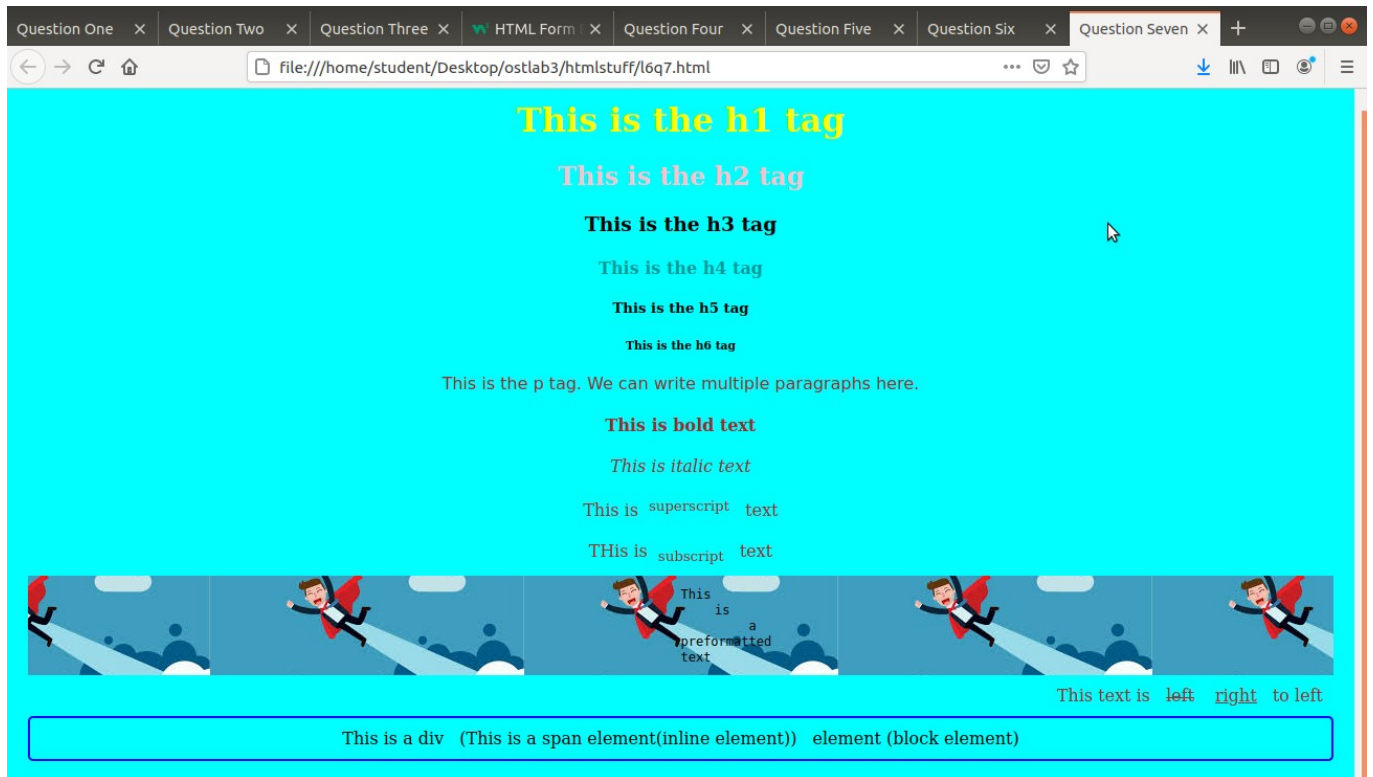 Question One Question Two Question Three HTML Form Question Four Question Five Question Six Question Seven
file:///home/student/Desktop/ostlab3/htmlstuff/l6q7.html
This is the h1 tag
This is the h2 tag
This is the h3 tag
This is the h4 tag
This is the h5 tag
This is the h6 tag
This is the p tag. We can write multiple paragraphs here.
This is bold text
This is italic text
This is superscript text
THis is subscript text
This
is
a
preformatted
text
This text is left right to left
This is a div (This is a span element(inline element)) element (block element)